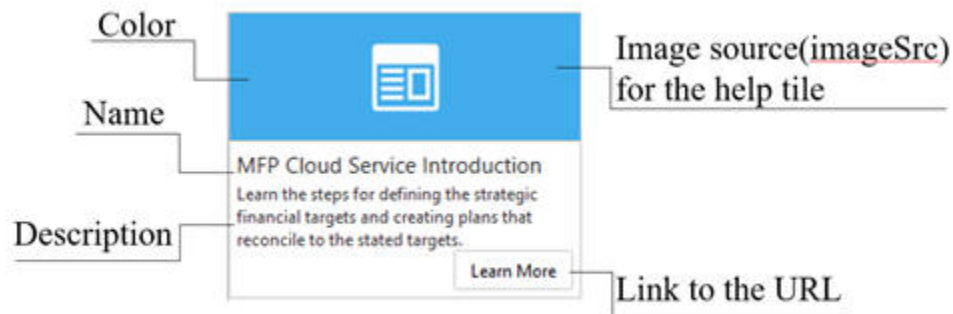 Color
Image source(imageSrc)
for the help tile
Name
MFP Cloud Service Introduction
Learn the steps for defining the strategic
financial targets and creating plans that
reconcile to the stated targets.
Description
Learn More
Link to the URL